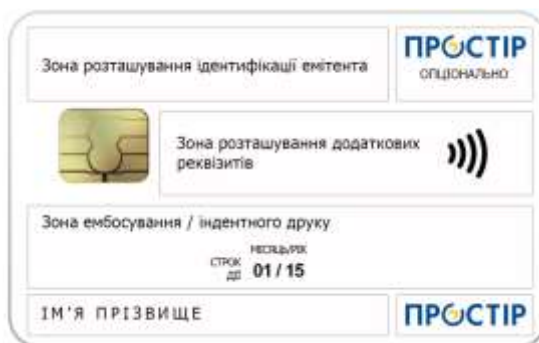 Зона розташування ідентифікації емітента
ПРОСТІР
ОПЦІОНАЛЬНО
Зона розташування додаткових
реквізитів
Зона ембосування / індентного друку
МІСЯЦЬ/РІК
СТРОК
ДІЇ 01 / 15
ІМ'Я ПРІЗВИЩЕ
ПРОСТІР